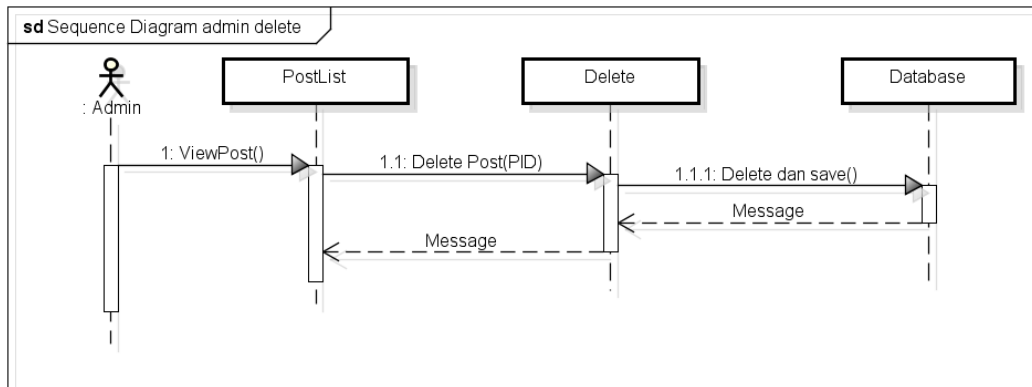 sd Sequence Diagram admin delete
PostList
Delete
Database
: Admin
1: ViewPost()
1.1: Delete Post(PID)
1.1.1: Delete dan save()
Message
Message